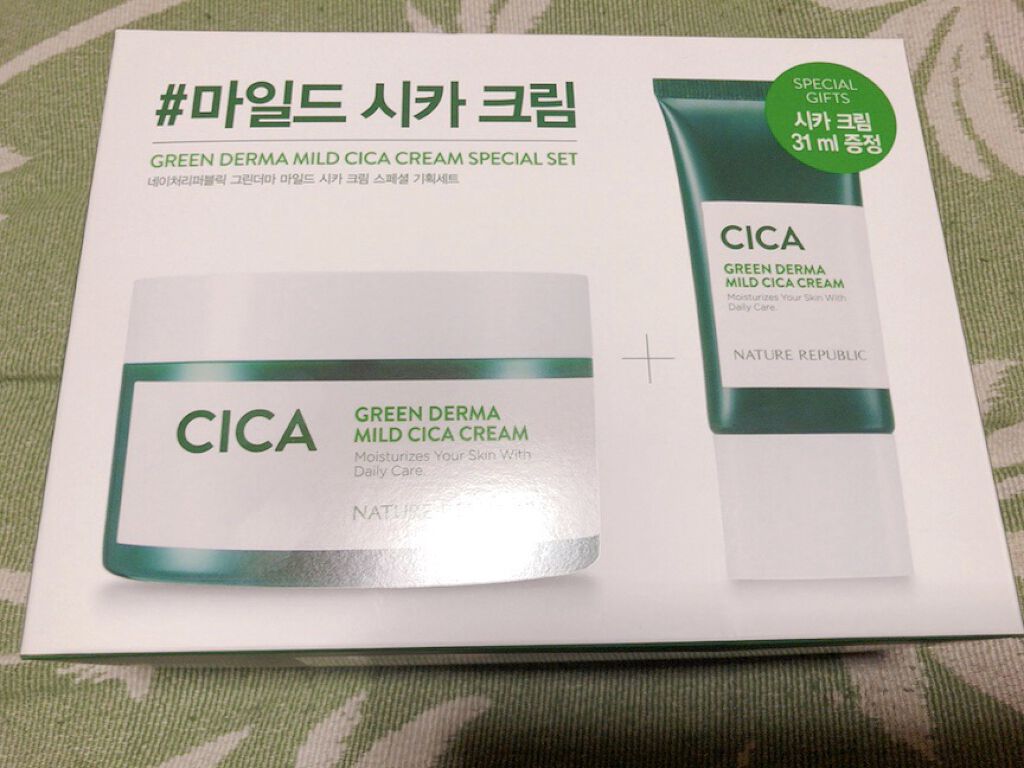 #마일드 시카 크림
GREEN DERMA MILD CICA CREAM SPECIAL SET
네이처리퍼블릭 그린더마 마일드 시카 크림 스페셜 기획세트
SPECIAL
GIFTS
시카 크림
31 ml 증정
CICA
GREEN DERMA
MILD CICA CREAM
Moisturizes Your Skin With
Daily Care.
NATURE REPUBLIC
CICA
GREEN DERMA
MILD CICA CREAM
Moisturizes Your Skin With
Daily Care.
NATURE